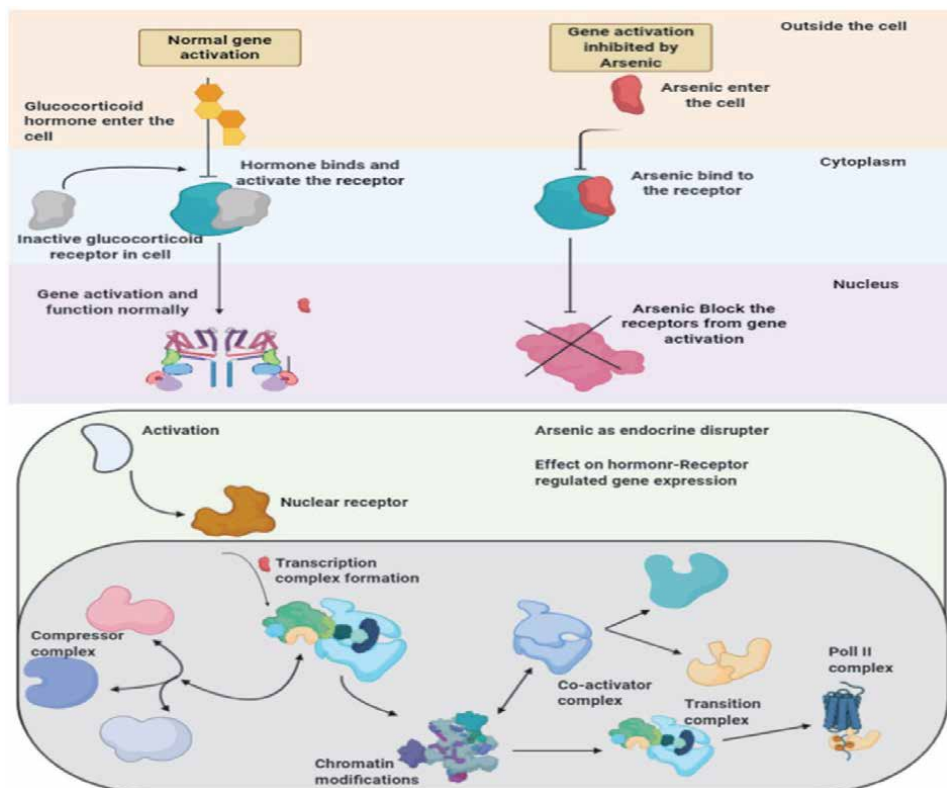 Outside the cell
Normal gene
activation
Gene activation
inhibited by
Arsenic
Glucocorticoid
hormone enter the
cell
Arsenic enter
the cell
Cytoplasm
Hormone binds and
activate the receptor
Arsenic bind to
the receptor
Inactive glucocorticoid
receptor in cell
Nucleus
Gene activation and
function normally
Arsenic Block the
receptors from gene
activation
Activation
Arsenic as endocrine disrupter
Effect on hormonr-Receptor
regulated gene expression
Nuclear receptor
Transcription
complex formation
Compressor
complex
Co-activator
complex
Transition
complex
Poll II
complex
Chromatin
modifications